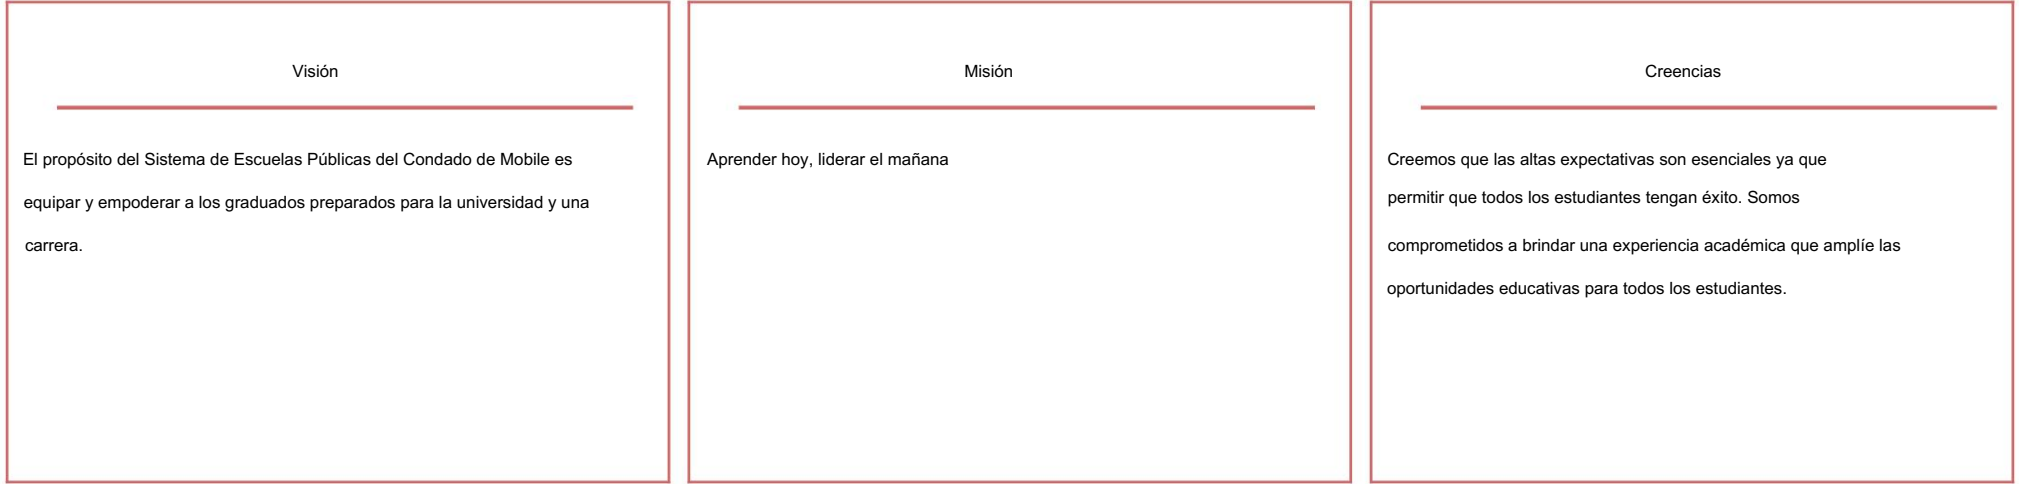 Visión
El propósito del Sistema de Escuelas Públicas del Condado de Mobile es
equipar y empoderar a los graduados preparados para la universidad y una
carrera.
Misión
Aprender hoy, liderar el mañana
Creencias
Creemos que las altas expectativas son esenciales ya que
permitir que todos los estudiantes tengan éxito. Somos
comprometidos a brindar una experiencia académica que amplíe las
oportunidades educativas para todos los estudiantes.